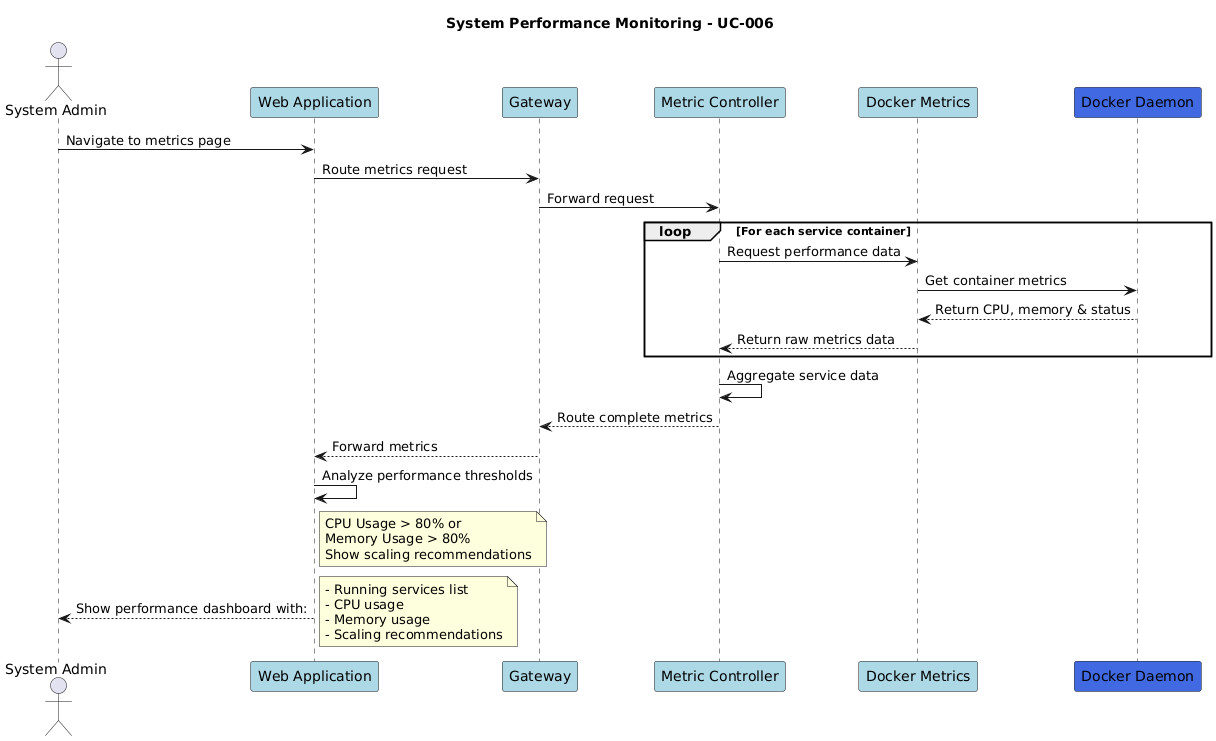 System Performance Monitoring - UC-006
System Admin
Web Application
Gateway
Metric Controller
Docker Metrics
Docker Daemon
Navigate to metrics page
Route metrics request
Forward request
loop [For each service container]
Request performance data
Get container metrics
Return CPU, memory & status
Return raw metrics data
Aggregate service data
Route complete metrics
Forward metrics
Analyze performance thresholds
CPU Usage > 80% or
Memory Usage > 80%
Show scaling recommendations
Show performance dashboard with:
- Running services list
- CPU usage
- Memory usage
- Scaling recommendations
System Admin
Web Application
Gateway
Metric Controller
Docker Metrics
Docker Daemon